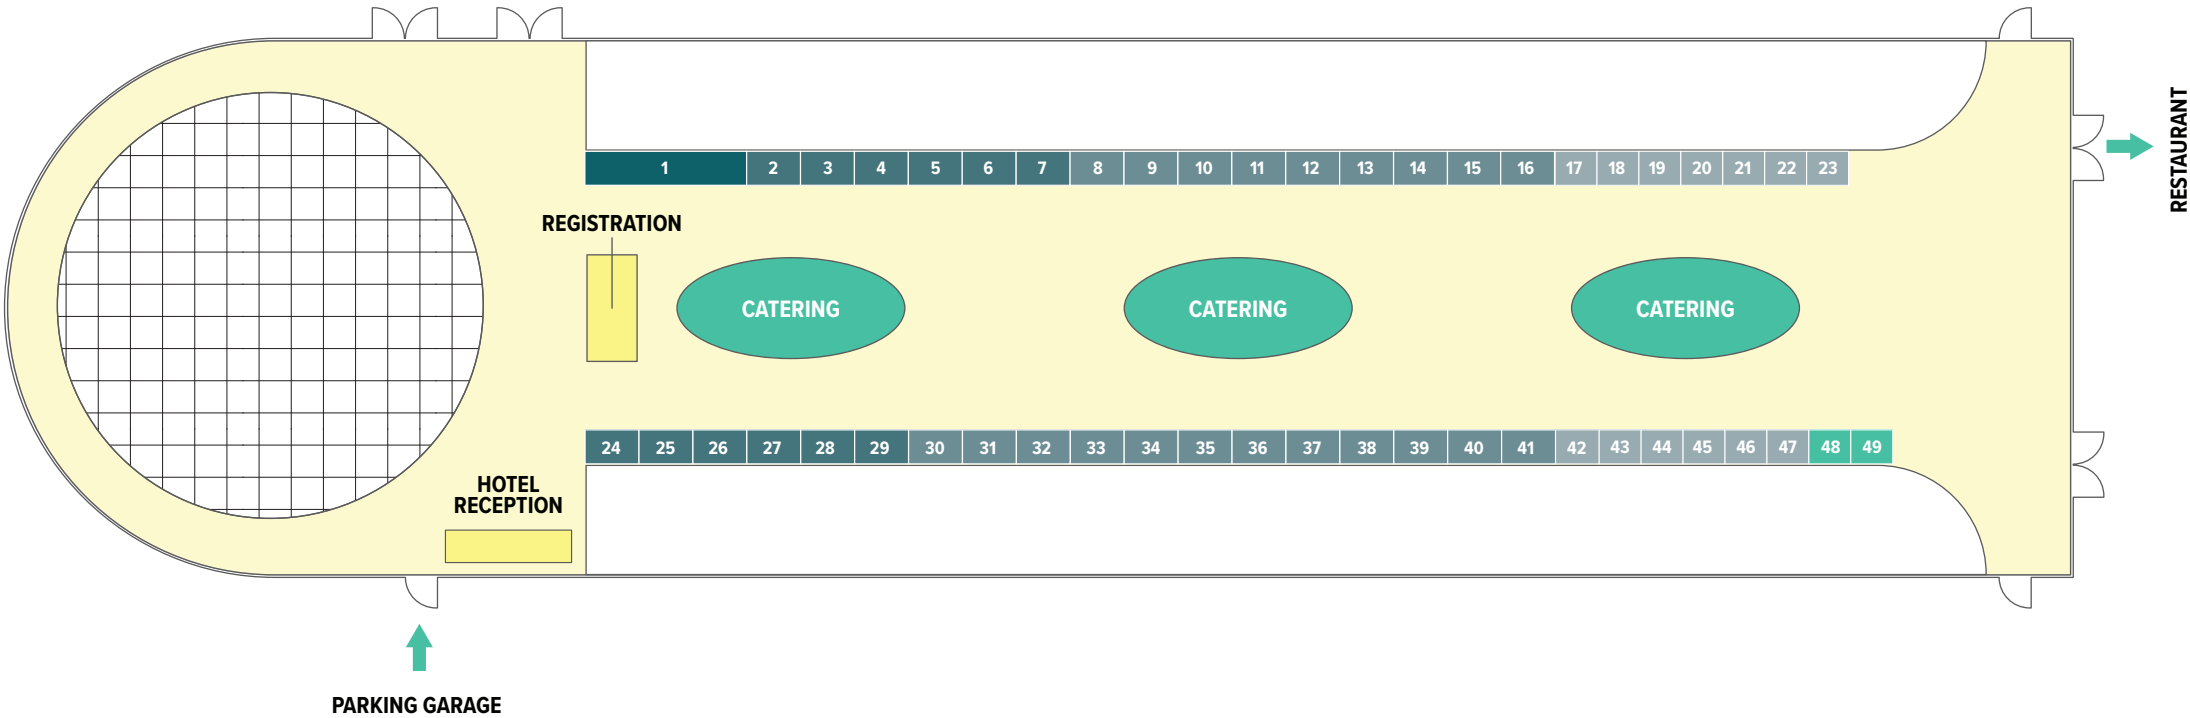 RESTAURANT
1 2 3 4 5 6 7 8 9 10 11 12 13 14 15 16 17 18 19 20 21 22 23
REGISTRATION
CATERING CATERING CATERING
24 25 26 27 28 29 30 31 32 33 34 35 36 37 38 39 40 41 42 43 44 45 46 47 48 49
HOTEL
RECEPTION
PARKING GARAGE